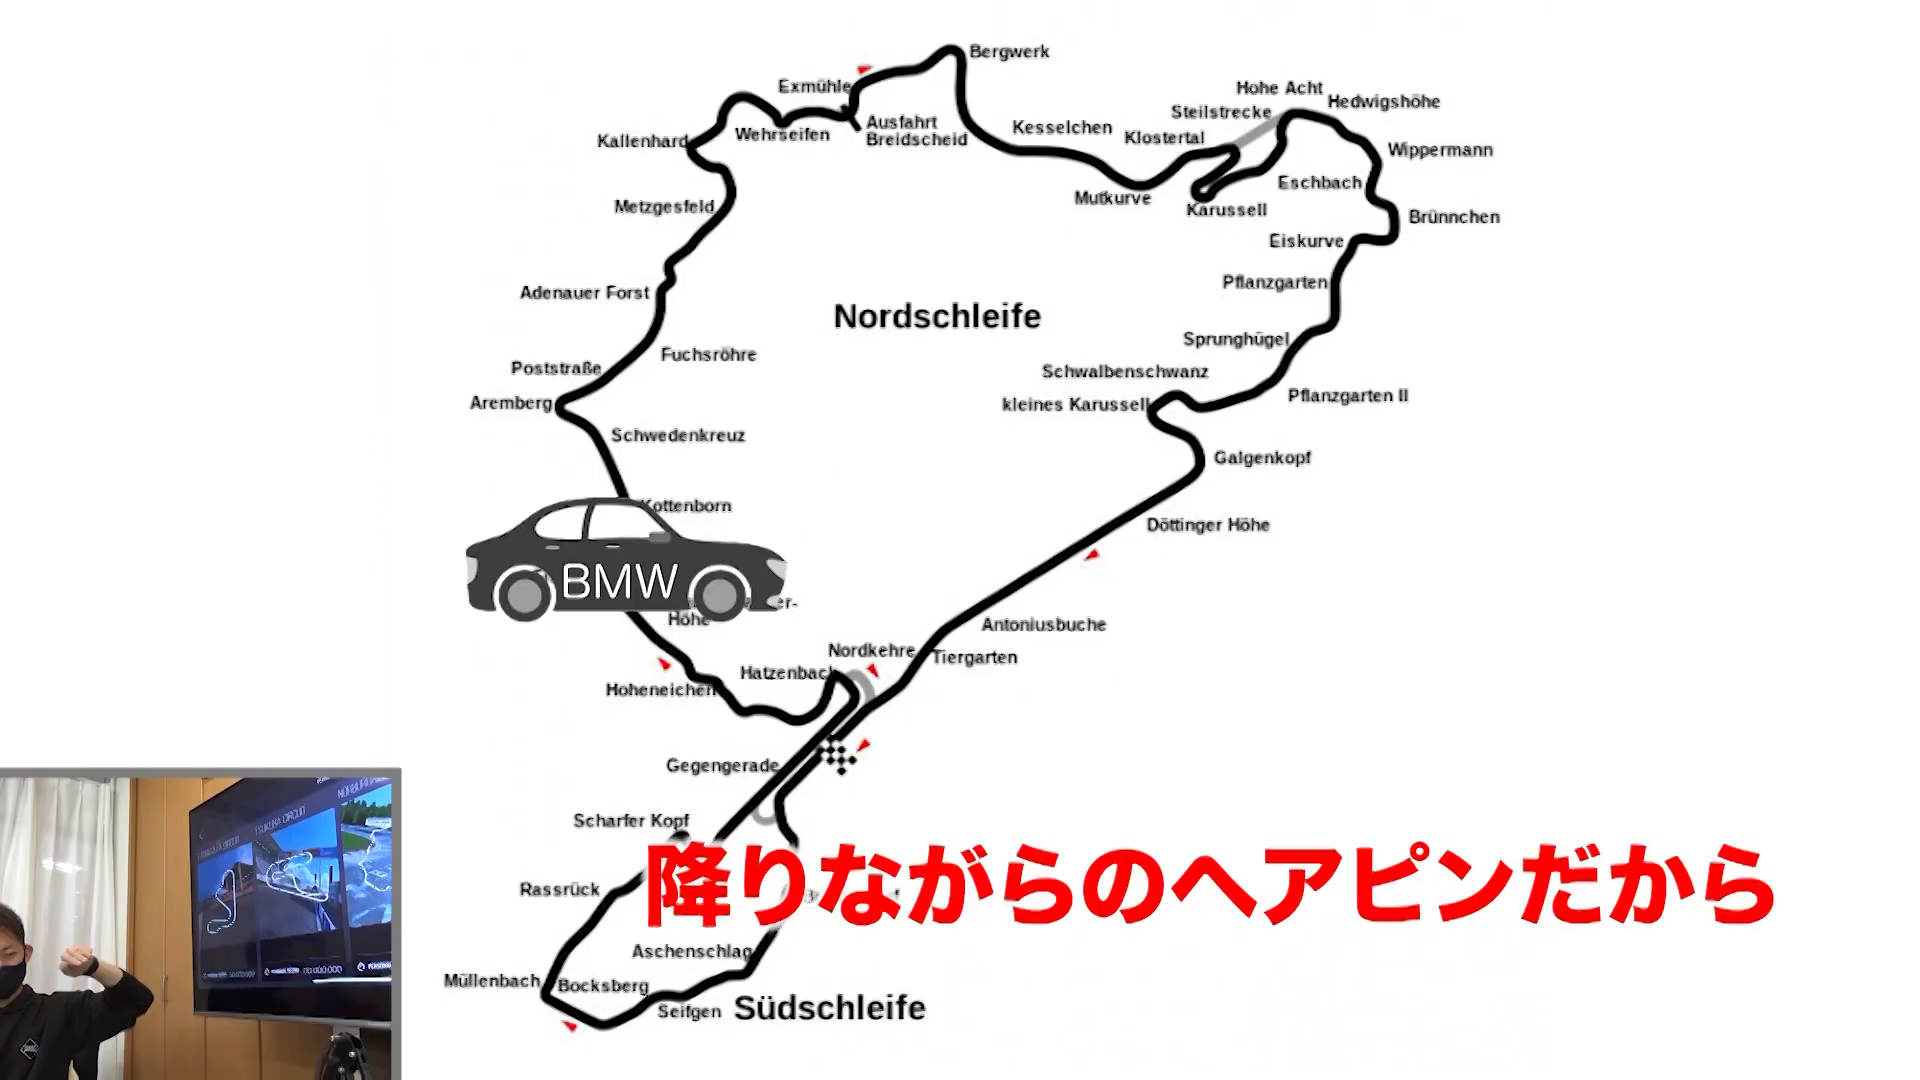 Bergwerk
Exmühle
Hohe Acht
Steilstrecke
Hedwigshöhe
Ausfahrt
Breidscheid
Kesselchen
Klostertal
Kallenhard
Wehrseifen
Wippermann
Eschbach
Mutkurve
Karussell
Metzgesfeld
Brünnchen
Eiskurve
Pflanzgarten
Adenauer Forst
Nordschleife
Sprunghügel
Fuchsröhre
Poststraße
Schwalbenschwanz
Aremberg
kleines Karussell
Pflanzgarten II
Schwedenkreuz
Galgenkopf
Kottenborn
Döttinger Höhe
BMW
er-
Höhe
Antoniusbuche
Nordkehre
Tiergarten
Hatzenbach
Hoheneichen
Gegengerade
Scharfer Kopf
降りながらのヘアピンだから
Rassrück
Aschenschlag
Müllenbach
Bocksberg
Seifgen
Südschleife